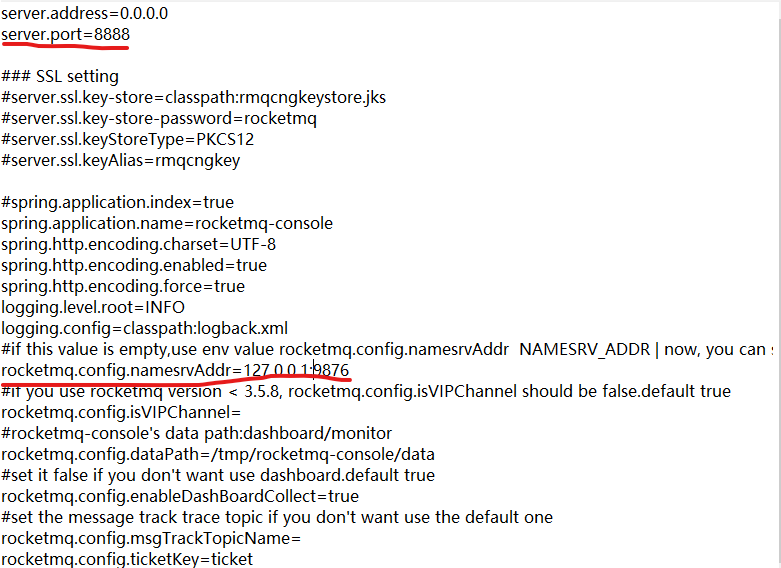 server.address=0.0.0.0
server.port=8888
### SSL setting
#server.ssl.key-store=classpath:rmqcngkeystore.jks
#server.ssl.key-store-password=rocketmq
#server.ssl.keyStoreType=PKCS12
#server.ssl.keyAlias=rmqcngkey
#spring.application.index=true
spring.application.name=rocketmq-console
spring.http.encoding.charset=UTF-8
spring.http.encoding.enabled=true
spring.http.encoding.force=true
logging.level.root=INFO
logging.config=classpath:logback.xml
#if this value is empty,use env value rocketmq.config.namesrvAddr  NAMESRV_ADDR | now, you can s
rocketmq.config.namesrvAddr=127.0.0.1:9876
#if you use rocketmq version < 3.5.8, rocketmq.config.isVIPChannel should be false.default true
rocketmq.config.isVIPChannel=
#rocketmq-console's data path:dashboard/monitor
rocketmq.config.dataPath=/tmp/rocketmq-console/data
#set it false if you don't want use dashboard.default true
rocketmq.config.enableDashBoardCollect=true
#set the message track trace topic if you don't want use the default one
rocketmq.config.msgTrackTopicName=
rocketmq.config.ticketKey=ticket